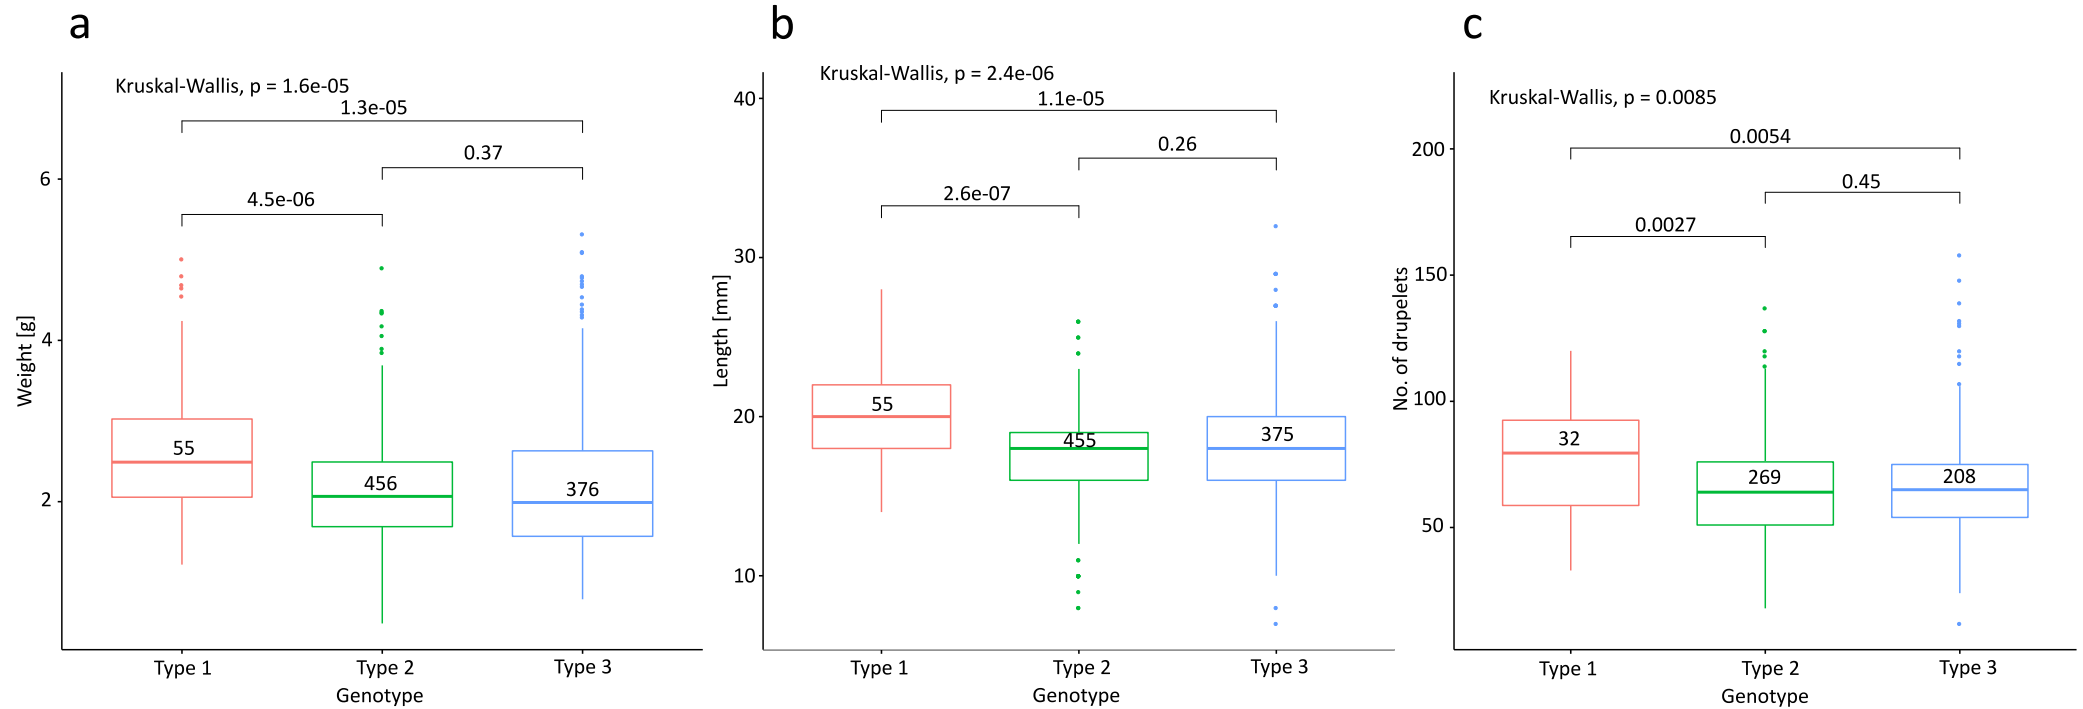 a
Kruskal-Wallis, p = 1.6e-05
1.3e-05
0.37
4.5e-06
6
4
2
Weight [g]
55
456
376
Type 1
Type 2
Type 3
Genotype
b
Kruskal-Wallis, p = 2.4e-06
1.1e-05
0.26
2.6e-07
40
30
20
10
Length [mm]
55
455
375
Type 1
Type 2
Type 3
Genotype
c
Kruskal-Wallis, p = 0.0085
0.0054
0.45
0.0027
200
150
100
50
No. of drupelets
32
269
208
Type 1
Type 2
Type 3
Genotype